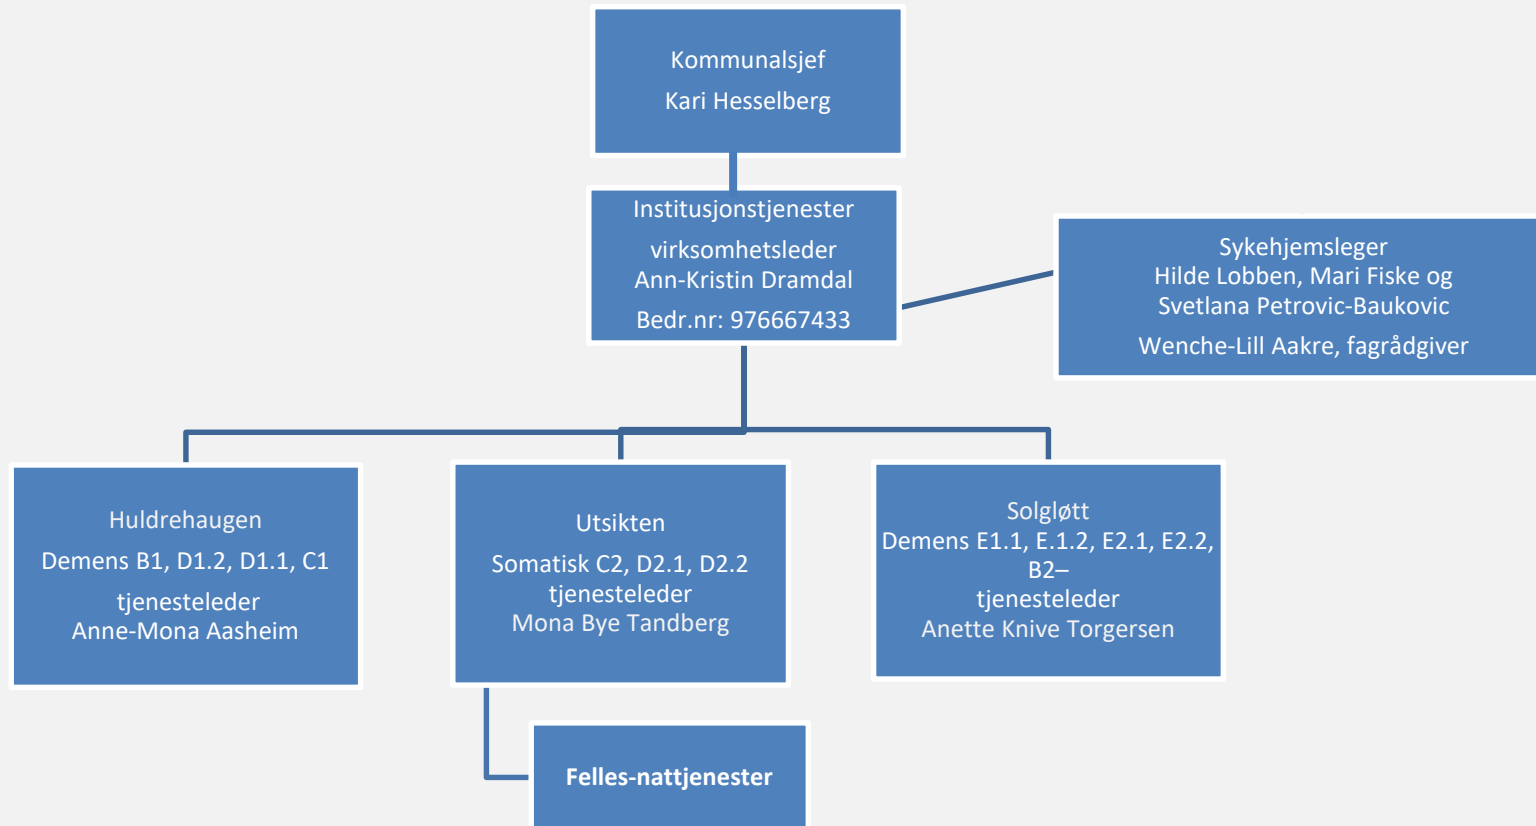 Kommunalsjef
Kari Hesselberg
Institusjonstjenester
virksomhetsleder
Ann-Kristin Dramdal
Bedr.nr: 976667433
Sykehjemsleger
Hilde Lobben, Mari Fiske og
Svetlana Petrovic-Baukovic
Wenche-Lill Aakre, fagrådgiver
Huldrehaugen
Demens B1, D1.2, D1.1, C1
tjenesteleder
Anne-Mona Aasheim
Utsikten
Somatisk C2, D2.1, D2.2
tjenesteleder
Mona Bye Tandberg
Solgløtt
Demens E1.1, E.1.2, E2.1, E2.2,
B2–
tjenesteleder
Anette Knive Torgersen
Felles-nattjenester